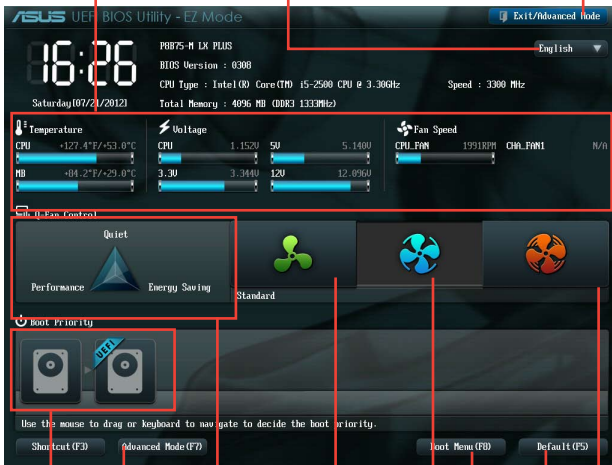 ASUS UEFI BIOS Utility - EZ Mode
Exit/Advanced Mode
16:26
Saturday[07/21/2012]
P8B75-M LX PLUS
BIOS Version : 0308
CPU Type : Intel(R) Core(TM) i5-2500 CPU @ 3.30GHz Speed : 3300 MHz
Total Memory : 4096 MB (DDR3 1333MHz)
English
Temperature
CPU +127.4°F/+53.0°C
MB +84.2°F/+29.0°C
Voltage
CPU 1.152V 5V 5.140V
3.3V 3.344V 12V 12.096V
Fan Speed
CPU_FAN 1991RPM CHA_FAN1 N/A
Q-Fan Control
Quiet
Performance Energy Saving
Standard
Boot Priority
UEFI
Use the mouse to drag or keyboard to navigate to decide the boot priority.
Shortcut(F3) Advanced Mode(F7) Boot Menu(F8) Default(F5)